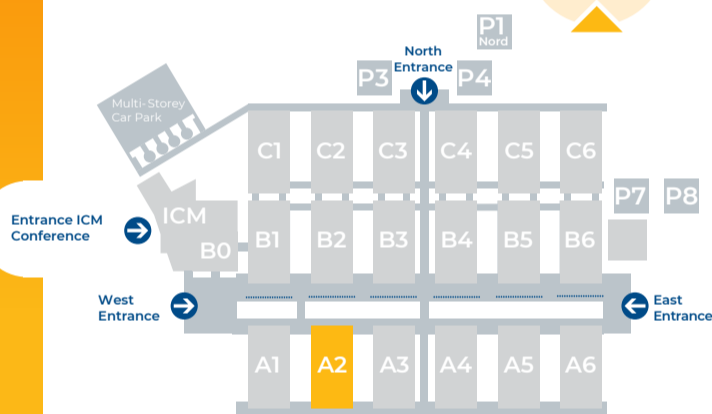 P1
Nord
North
Entrance
P3
P4
Multi-Storey
Car Park
C1
C2
C3
C4
C5
C6
P7
P8
ICM
Entrance ICM
Conference
B0
B1
B2
B3
B4
B5
B6
West
Entrance
East
Entrance
A1
A2
A3
A4
A5
A6